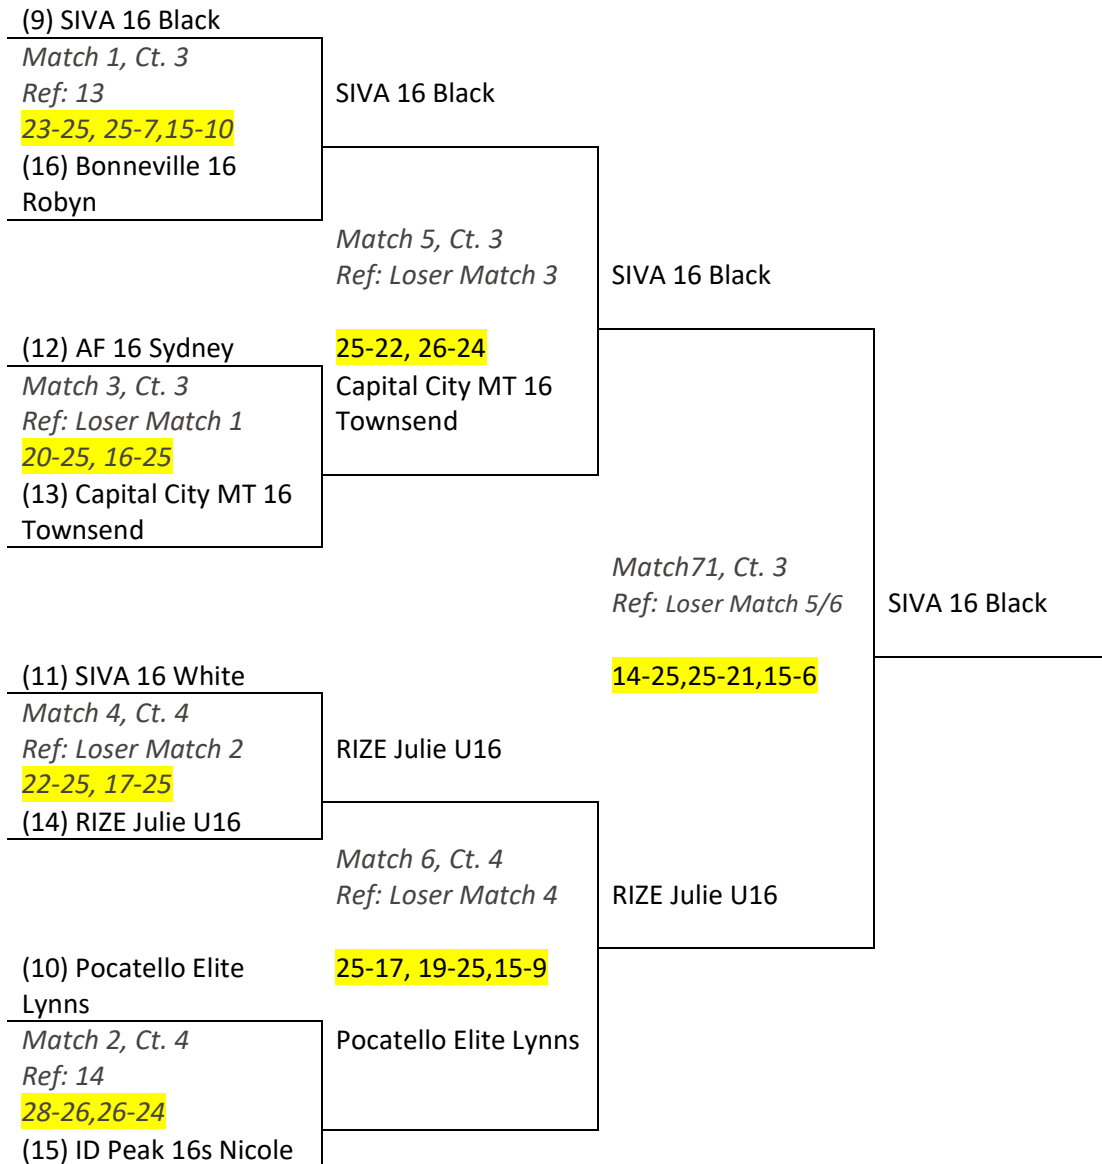 (9) SIVA 16 Black
Match 1, Ct. 3
Ref: 13
23-25, 25-7,15-10
(16) Bonneville 16
Robyn
SIVA 16 Black
Match 5, Ct. 3
Ref: Loser Match 3
25-22, 26-24
Capital City MT 16
Townsend
SIVA 16 Black
(12) AF 16 Sydney
Match 3, Ct. 3
Ref: Loser Match 1
20-25, 16-25
(13) Capital City MT 16
Townsend
Match71, Ct. 3
Ref: Loser Match 5/6
14-25,25-21,15-6
SIVA 16 Black
(11) SIVA 16 White
Match 4, Ct. 4
Ref: Loser Match 2
22-25, 17-25
(14) RIZE Julie U16
RIZE Julie U16
Match 6, Ct. 4
Ref: Loser Match 4
25-17, 19-25,15-9
Pocatello Elite Lynns
RIZE Julie U16
(10) Pocatello Elite
Lynns
Match 2, Ct. 4
Ref: 14
28-26,26-24
(15) ID Peak 16s Nicole